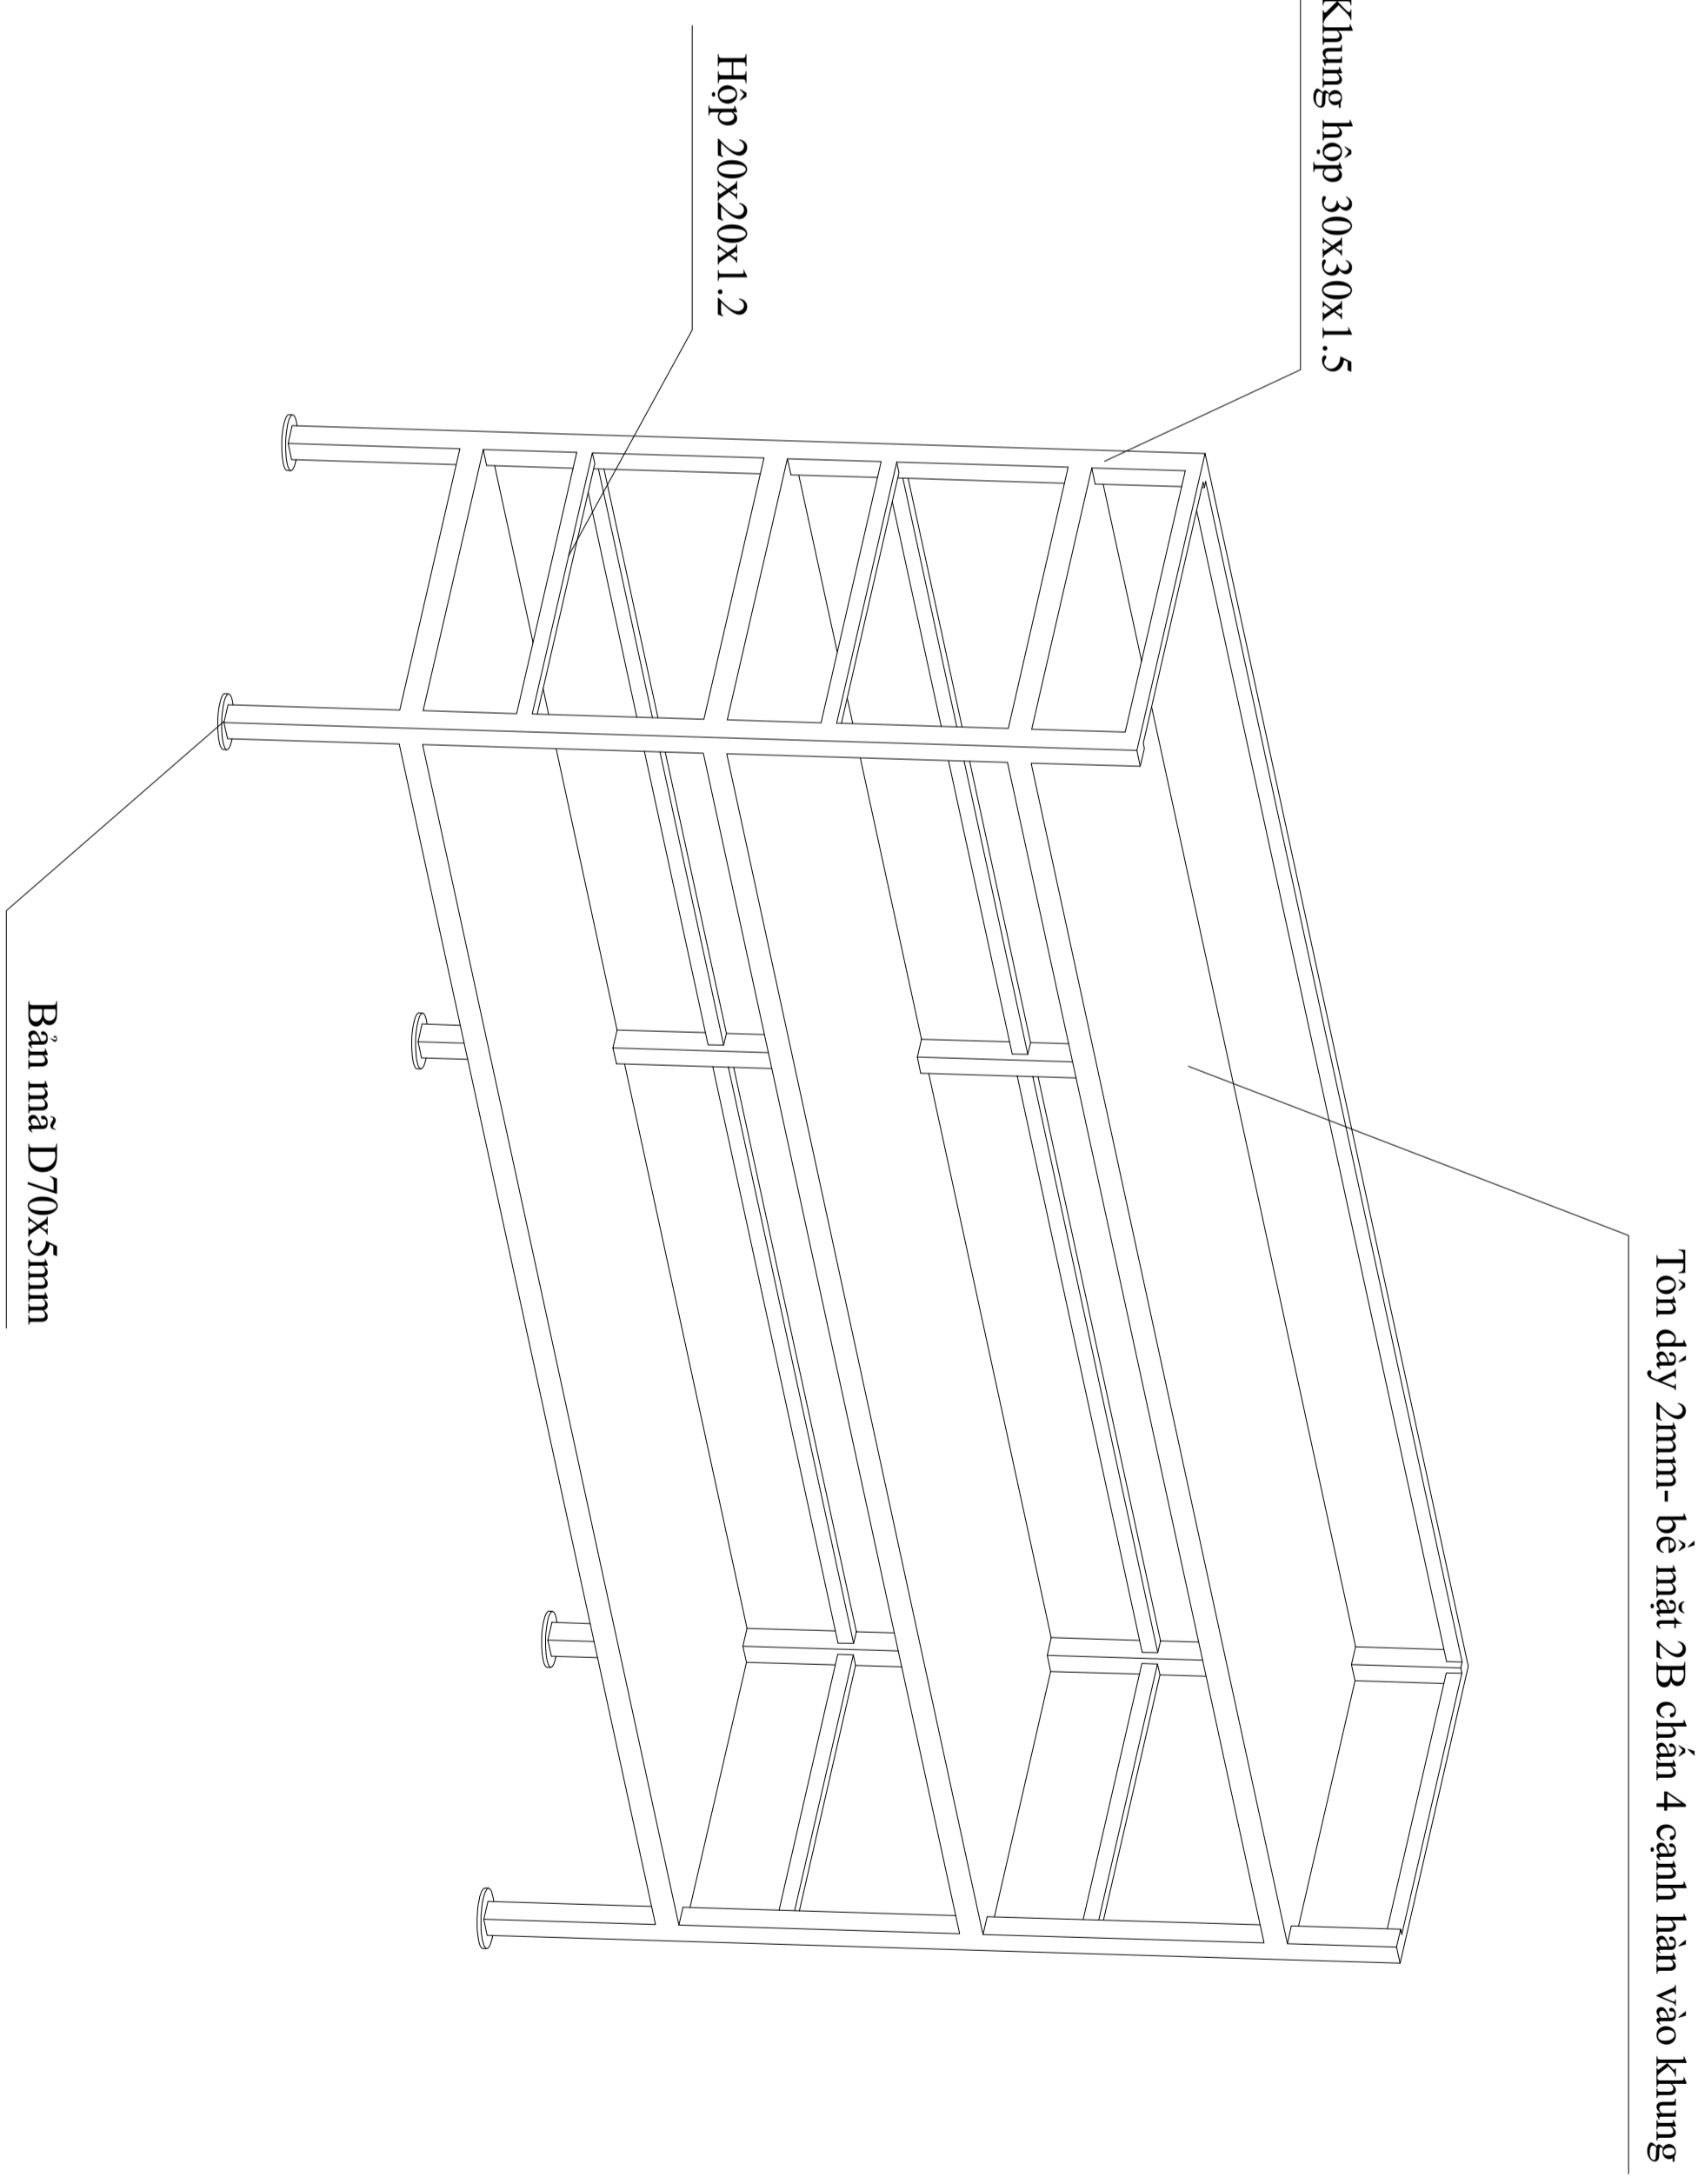 Tôn dày 2mm- bề mặt 2B chấn 4 cạnh hàn vào khung
Khung hộp 30x30x1.5
Hộp 20x20x1.2
Bản mã D70x5mm